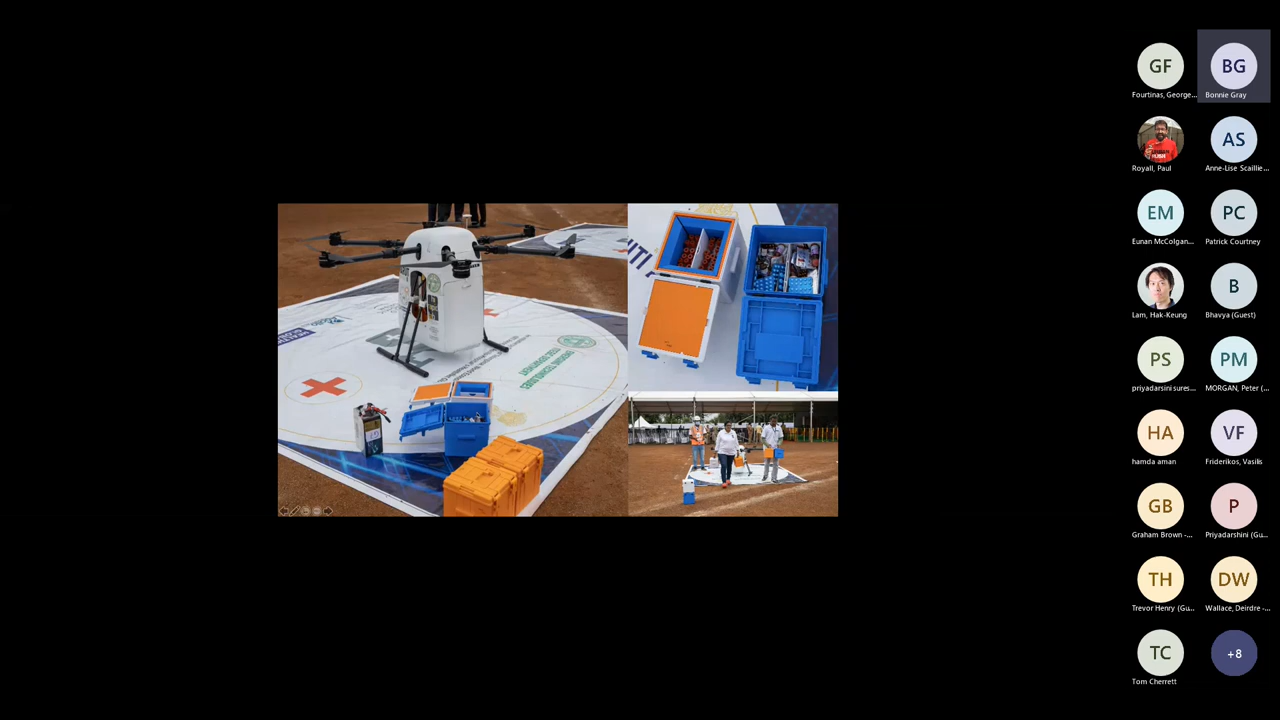 GF
BG
Fourtinas, George...
Bonnie Gray
AS
Royall, Paul
Anne-Lise Scaillie...
EM
PC
Eunan McColgan...
Patrick Courtney
B
Lam, Hak-Keung
Bhavya (Guest)
PS
PM
priyadarsini sures...
MORGAN, Peter (...
HA
VF
hamda aman
Friderikos, Vasilis
GB
P
Graham Brown -...
Priyadarshini (Gu...
TH
DW
Trevor Henry (Gu...
Wallace, Deirdre -...
TC
+8
Tom Cherrett